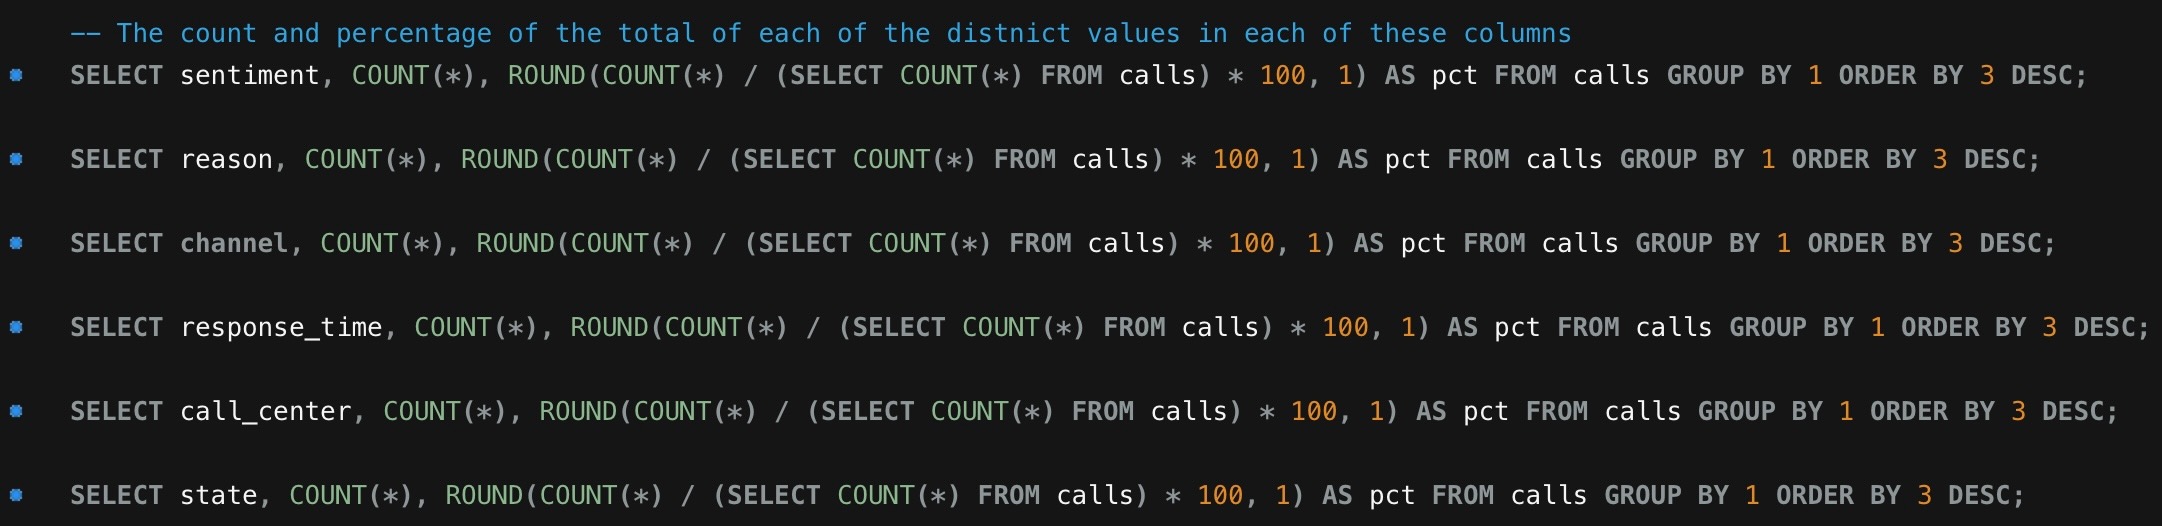 -- The count and percentage of the total of each of the distnict values in each of these columns
SELECT sentiment, COUNT(*), ROUND(COUNT(*) / (SELECT COUNT(*) FROM calls) * 100, 1) AS pct FROM calls GROUP BY 1 ORDER BY 3 DESC;
SELECT reason, COUNT(*), ROUND(COUNT(*) / (SELECT COUNT(*) FROM calls) * 100, 1) AS pct FROM calls GROUP BY 1 ORDER BY 3 DESC;
SELECT channel, COUNT(*), ROUND(COUNT(*) / (SELECT COUNT(*) FROM calls) * 100, 1) AS pct FROM calls GROUP BY 1 ORDER BY 3 DESC;
SELECT response_time, COUNT(*), ROUND(COUNT(*) / (SELECT COUNT(*) FROM calls) * 100, 1) AS pct FROM calls GROUP BY 1 ORDER BY 3 DESC;
SELECT call_center, COUNT(*), ROUND(COUNT(*) / (SELECT COUNT(*) FROM calls) * 100, 1) AS pct FROM calls GROUP BY 1 ORDER BY 3 DESC;
SELECT state, COUNT(*), ROUND(COUNT(*) / (SELECT COUNT(*) FROM calls) * 100, 1) AS pct FROM calls GROUP BY 1 ORDER BY 3 DESC;